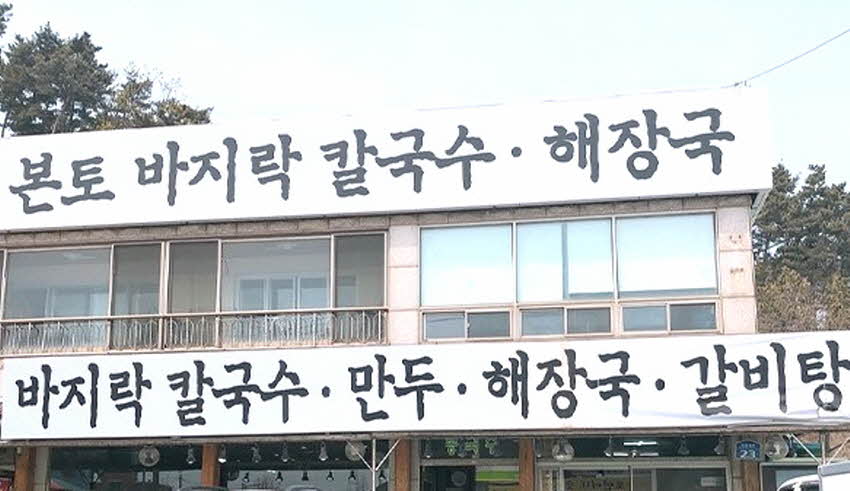 본토 바지락 칼국수 · 해장국
바지락 칼국수 · 만두 · 해장국 · 갈비탕
23